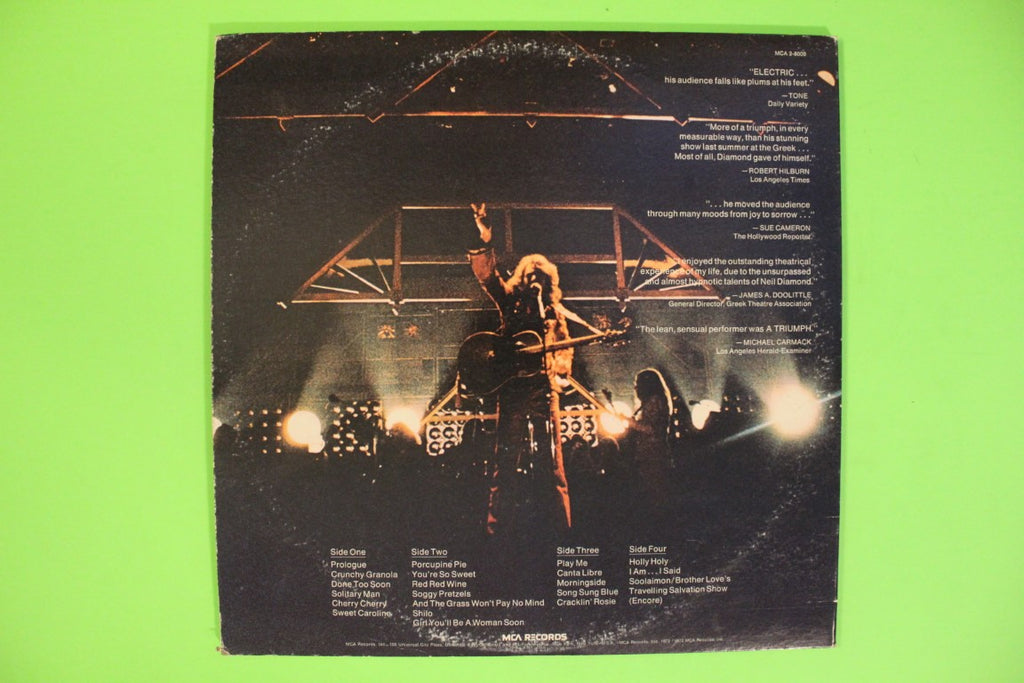 MCA 2-8000
"ELECTRIC . . .
his audience falls like plums at his feet."
—TONE
Daily Variety
"More of a triumph, in every
measurable way, than his stunning
show last summer at the Greek . . .
Most of all, Diamond gave of himself."
—ROBERT HILBURN
Los Angeles Times
". . . he moved the audience
through many moods from joy to sorrow . . ."
— SUE CAMERON
The Hollywood Reporter
enjoyed the outstanding theatrical
experience of my life, due to the unsurpassed
and almost hypnotic talents of Neil Diamond."
—JAMES A. DOOLITTLE
General Director, Greek Theatre Association
"The lean, sensual performer was A TRIUMPH."
—MICHAEL CARMACK
Los Angeles Herald-Examiner
Side One
Prologue
Crunchy Granola
Done Too Soon
Solitary Man
Cherry Cherry
Sweet Caroline
Side Two
Porcupine Pie
You're So Sweet
Red Red Wine
Soggy Pretzels
And The Grass Won't Pay No Mind
Shilo
Girl, You'll Be A Woman Soon
Side Three
Play Me
Canta Libre
Morningside
Song Sung Blue
Cracklin' Rosie
Side Four
Holly Holy
I Am . . . I Said
Soolaimon/Brother Love's
Travelling Salvation Show
(Encore)
MCA RECORDS
MCA Records, Inc.—100 Universal City Plaza,